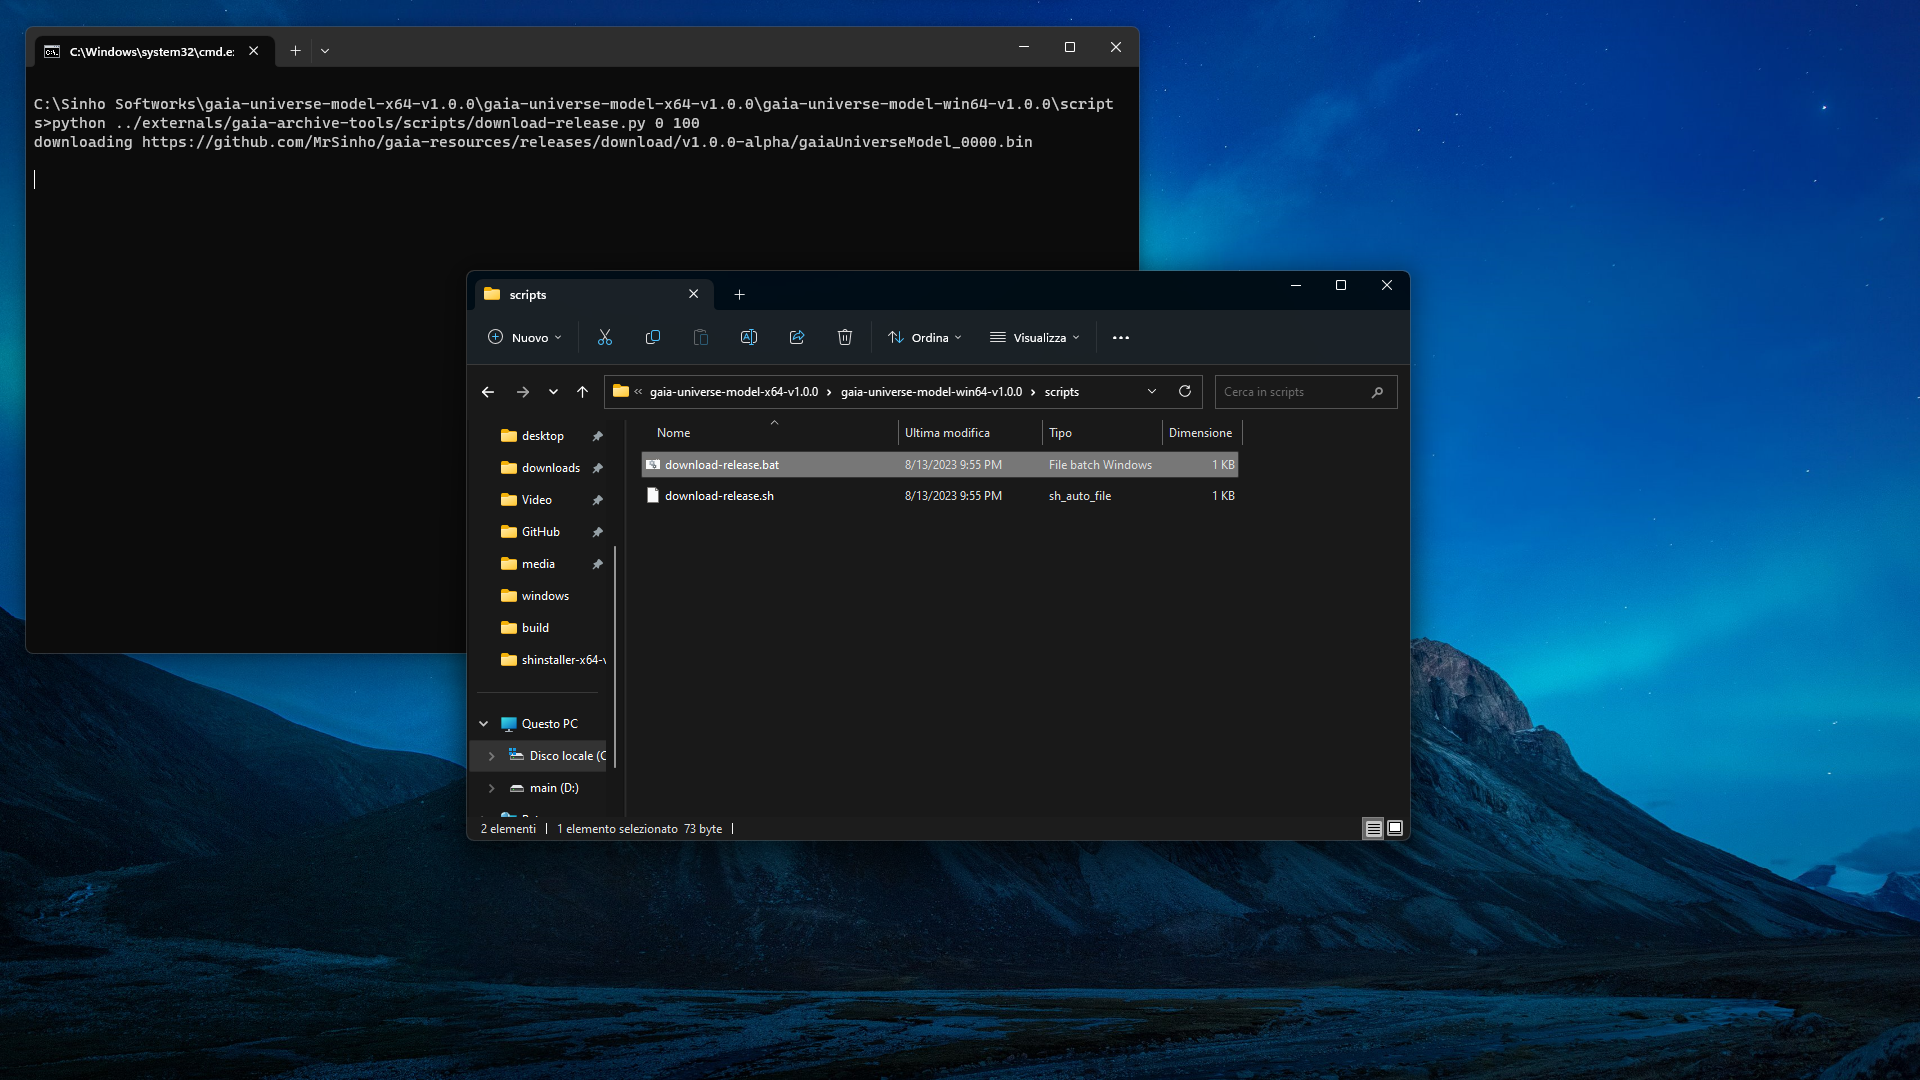 C:\Windows\system32\cmd.e:
C:\Sinho Softworks\gaia-universe-model-x64-v1.0.0\gaia-universe-model-x64-v1.0.0\gaia-universe-model-win64-v1.0.0\script
s>python ../externals/gaia-archive-tools/scripts/download-release.py 0 100
downloading https://github.com/MrSinho/gaia-resources/releases/download/v1.0.0-alpha/gaiaUniverseModel_0000.bin
scripts
Nuovo
Ordina
Visualizza
« gaia-universe-model-x64-v1.0.0 › gaia-universe-model-win64-v1.0.0 › scripts
Cerca in scripts
Nome Ultima modifica Tipo Dimensione
download-release.bat 8/13/2023 9:55 PM File batch Windows 1 KB
download-release.sh 8/13/2023 9:55 PM sh_auto_file 1 KB
desktop
downloads
Video
GitHub
media
windows
build
shinstaller-x64-v
Questo PC
Disco locale (C
main (D:)
2 elementi 1 elemento selezionato 73 byte